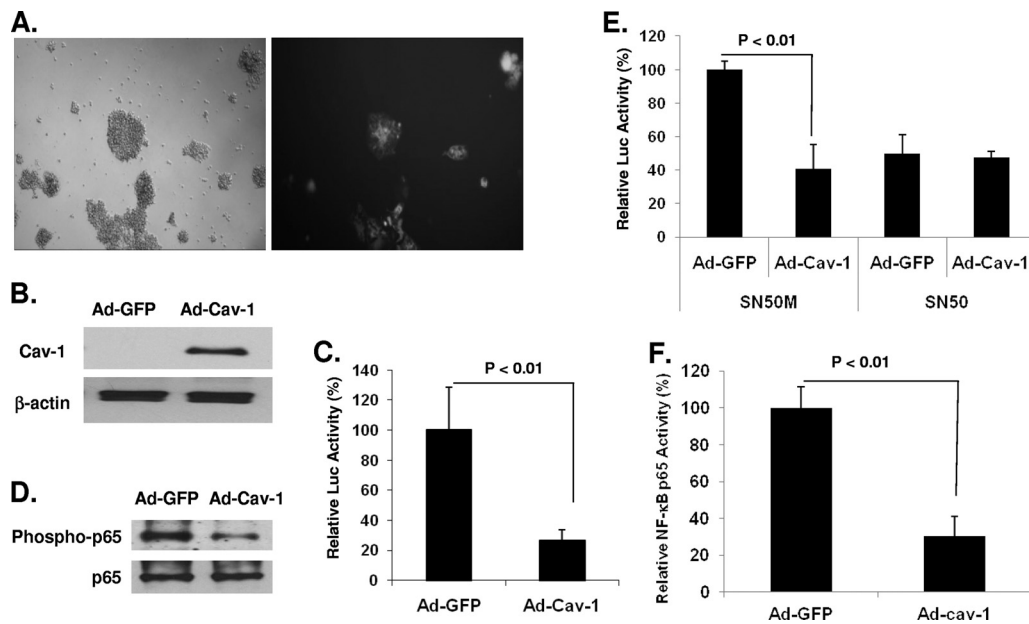 A.
B.
Ad-GFP Ad-Cav-1
Cav-1
β-actin
C.
P < 0.01
Relative Luc Activity (%)
140
120
100
80
60
40
20
0
Ad-GFP Ad-Cav-1
D.
Ad-GFP Ad-Cav-1
Phospho-p65
p65
E.
P < 0.01
Relative Luc Activity (%)
120
100
80
60
40
20
0
Ad-GFP Ad-Cav-1 Ad-GFP Ad-Cav-1
SN50M SN50
F.
P < 0.01
Relative NF-κB p65 Activity (%)
120
100
80
60
40
20
0
Ad-GFP Ad-cav-1